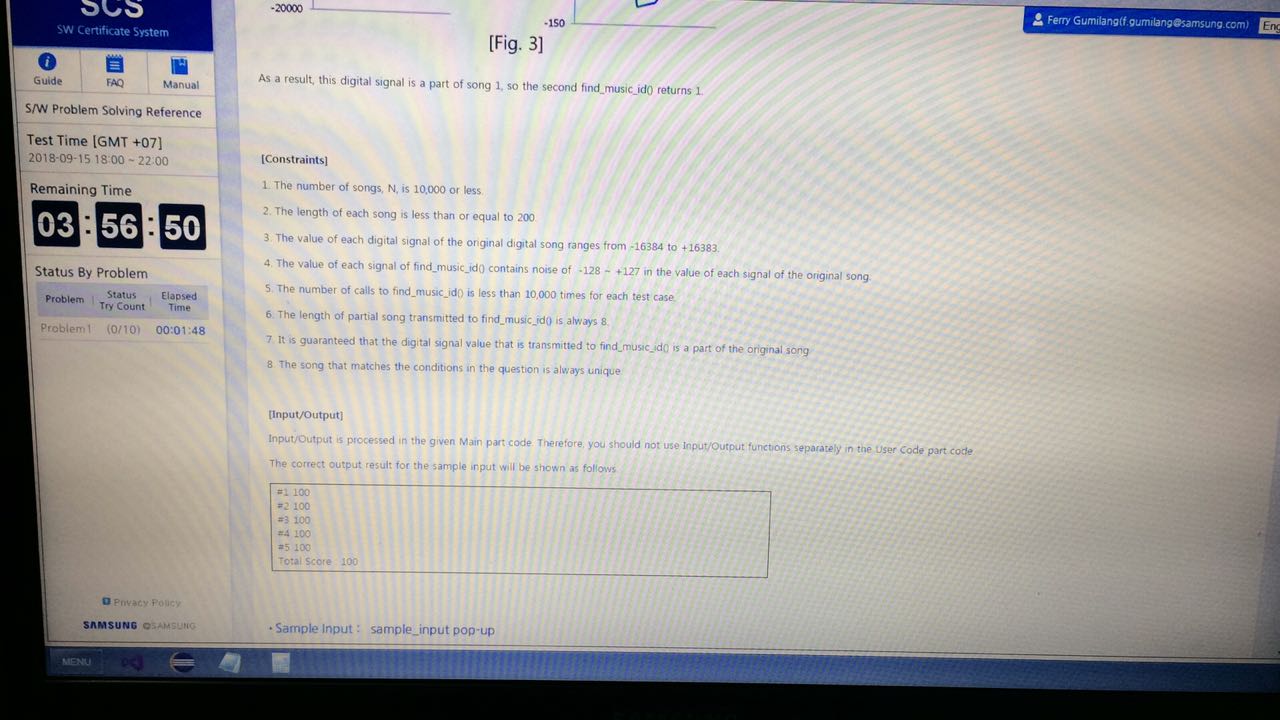 SCS
SW Certificate System
Guide
FAQ
Manual
S/W Problem Solving Reference
Test Time [GMT +07]
2018-09-15 18:00 ~ 22:00
Remaining Time
03 : 56 : 50
Status By Problem
Problem Status Try Count Elapsed Time
Problem1 (0/10) 00:01:48
Privacy Policy
SAMSUNG @SAMSUNG
MENU
Ferry Gumilang(f.gumilang@samsung.com)
Eng
-20000
-150
[Fig. 3]
As a result, this digital signal is a part of song 1, so the second find_music_id() returns 1.
[Constraints]
1. The number of songs, N, is 10,000 or less.
2. The length of each song is less than or equal to 200
3. The value of each digital signal of the original digital song ranges from -16384 to +16383.
4. The value of each signal of find_music_id() contains noise of -128 ~ +127 in the value of each signal of the original song.
5. The number of calls to find_music_id() is less than 10,000 times for each test case.
6. The length of partial song transmitted to find_music_id() is always 8.
7. It is guaranteed that the digital signal value that is transmitted to find_music_id() is a part of the original song
8. The song that matches the conditions in the question is always unique
[Input/Output]
Input/Output is processed in the given Main part code. Therefore, you should not use Input/Output functions separately in the User Code part code
The correct output result for the sample input will be shown as follows
#1 100
#2 100
#3 100
#4 100
#5 100
Total Score : 100
• Sample Input : sample_input pop-up